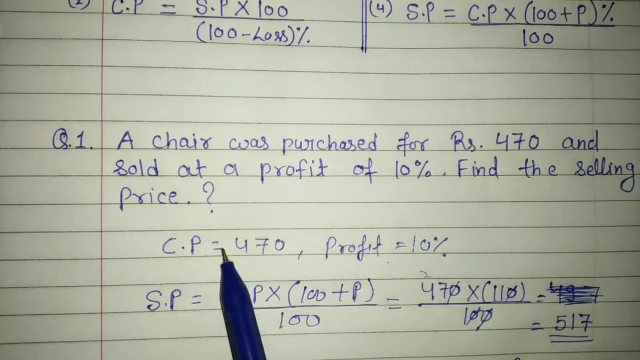 C.P = S.P X 100 / (100 - Loss)%
(4) S.P = C.P X (100+P)% / 100
Q.1. A chair was purchased for Rs. 470 and
sold at a profit of 10%. Find the selling
price.?
C.P = 470, Profit = 10%
S.P = P X (100+P) / 100 = 470 X (110) / 100 =
= 517